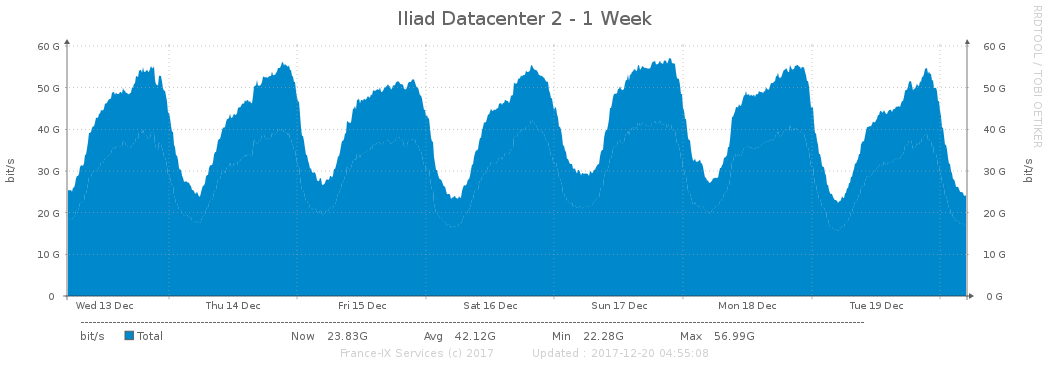 Iliad Datacenter 2 - 1 Week
RRDTOOL / TOBI OETIKER
60 G 60 G
50 G 50 G
40 G 40 G
30 G 30 G
20 G 20 G
10 G 10 G
0 0 G
bit/s bit/s
Wed 13 Dec Thu 14 Dec Fri 15 Dec Sat 16 Dec Sun 17 Dec Mon 18 Dec Tue 19 Dec
bit/s Total Now 23.83G Avg 42.12G Min 22.28G Max 56.99G
France-IX Services (c) 2017 Updated : 2017-12-20 04:55:08